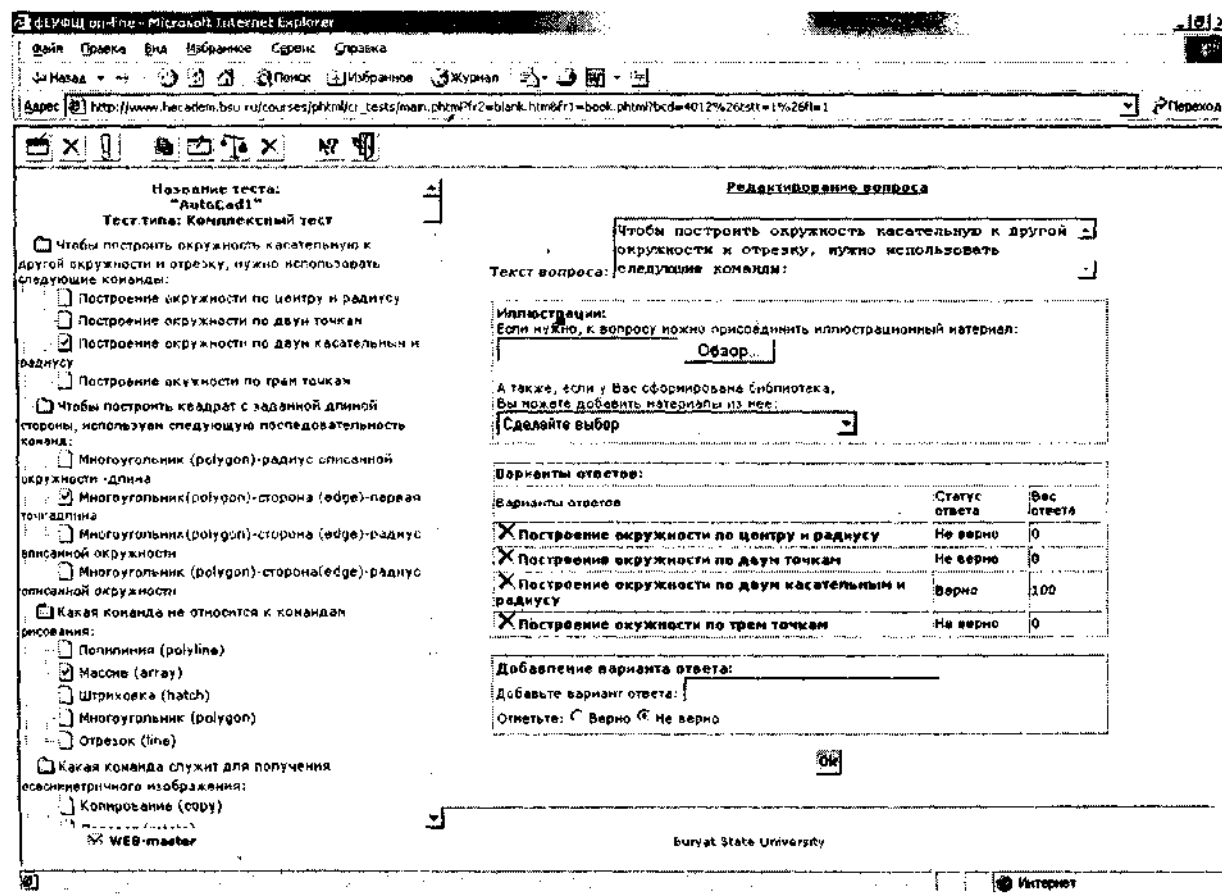 on-line - Microsoft Internet Explorer
Файл Правка Вид Избранное Сервис Справка
Назад Поиск Избранное Журнал
Адрес http://www.hecadem.bsu.ru/courses/phtml/cr_tests/main.phtml?fr2=blank.htm&fr1=book.phtml?bcd=4012%26tstt=1%26fl=1 Переход
Название теста:
"AutoCad1"
Тест.типа: Комплексный тест
Чтобы построить окружность касательную к
другой окружности и отрезку, нужно использовать
следующие команды:
Построение окружности по центру и радиусу
Построение окружности по двум точкам
Построение окружности по двум касательным и
радиусу
Построение окужности по трем точкам
Чтобы построить квадрат с заданной длиной
стороны, используем следующую последовательность
команд:
Многоугольник (polygon)-радиус описанной
окружности -длина
Многоугольник(polygon)-сторона (edge)-первая
точгадлина
Многоугольник(polygon)-сторона (edge)-радиус
вписанной окружности
Многоугольник (polygon)-сторона(edge)-радиус
описанной окружности
Какая команда не относится к командам
рисования:
Полилиния (polyline)
Массив (array)
Штриховка (hatch)
Многоугольник (polygon)
Отрезок (line)
Какая команда служит для получения
осесимметричного изображения:
Копирование (copy)
WEB-master
Редактирование вопроса
Текст вопроса:
Чтобы построить окружность касательную к другой
окружности и отрезку, нужно использовать
следующие команды:
Иллюстрации:
Если нужно, к вопросу можно присоединить иллюстрационный материал:
Обзор...
А также, если у Вас сформирована библиотека,
Вы можете добавить материалы из нее:
Сделайте выбор
Варианты ответов:
Варианты ответов Статус ответа Вес ответа
Построение окружности по центру и радиусу Не верно 0
Построение окружности по двум точкам Не верно 0
Построение окружности по двум касательным и
радиусу Верно 100
Построение окужности по трем точкам Не верно 0
Добавление варианта ответа:
Добавьте вариант ответа:
Отметьте: Верно Не верно
Ok
Buryat State University
Интернет